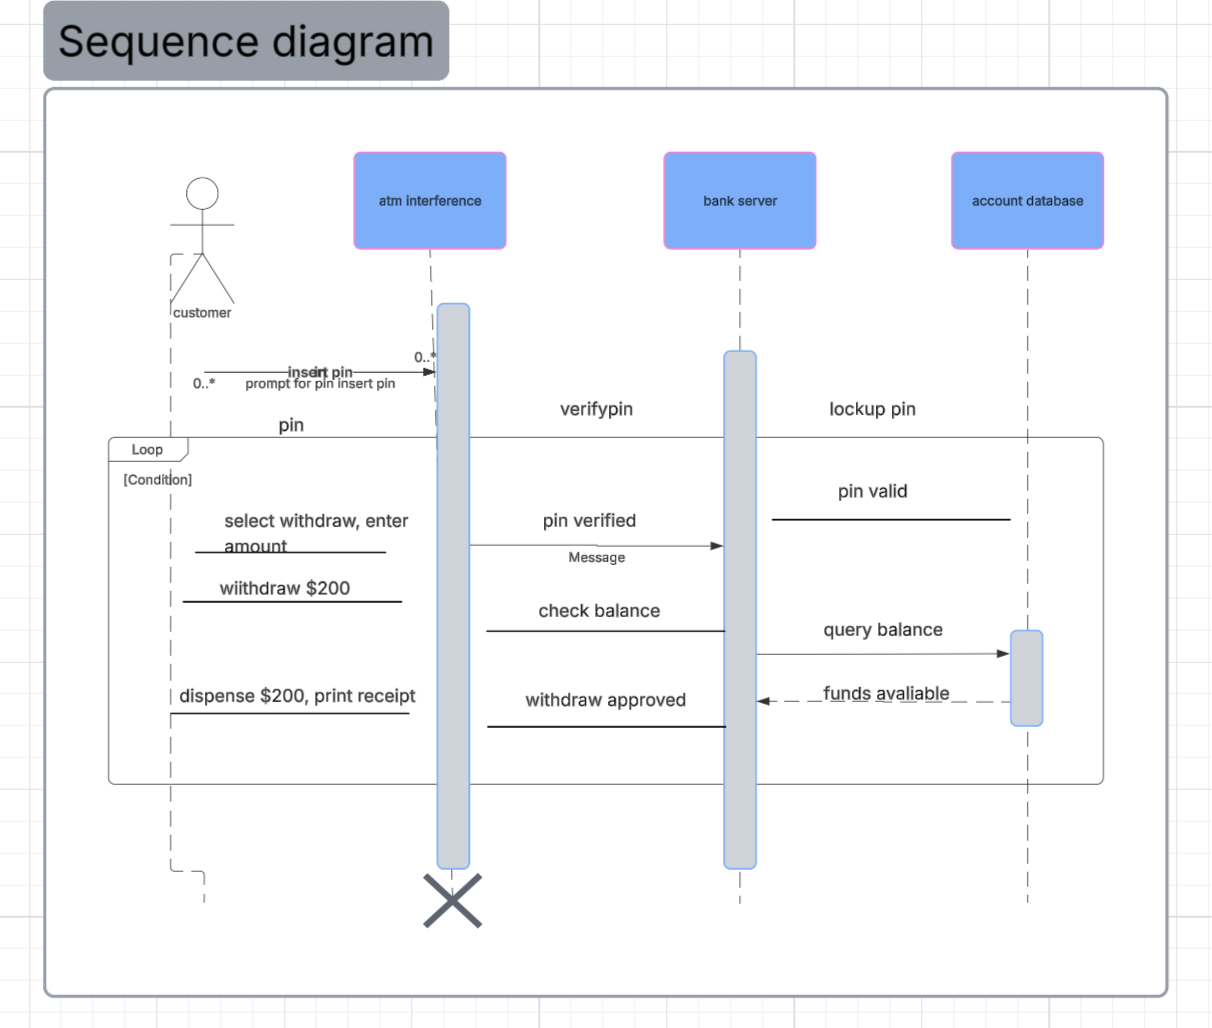 Sequence diagram
atm interference
bank server
account database
customer
0..*
insert pin
0..*
prompt for pin insert pin
verifypin
lockup pin
pin
Loop
[Condition]
pin valid
select withdraw, enter
amount
pin verified
Message
wiithdraw $200
check balance
query balance
dispense $200, print receipt
withdraw approved
funds avaliable